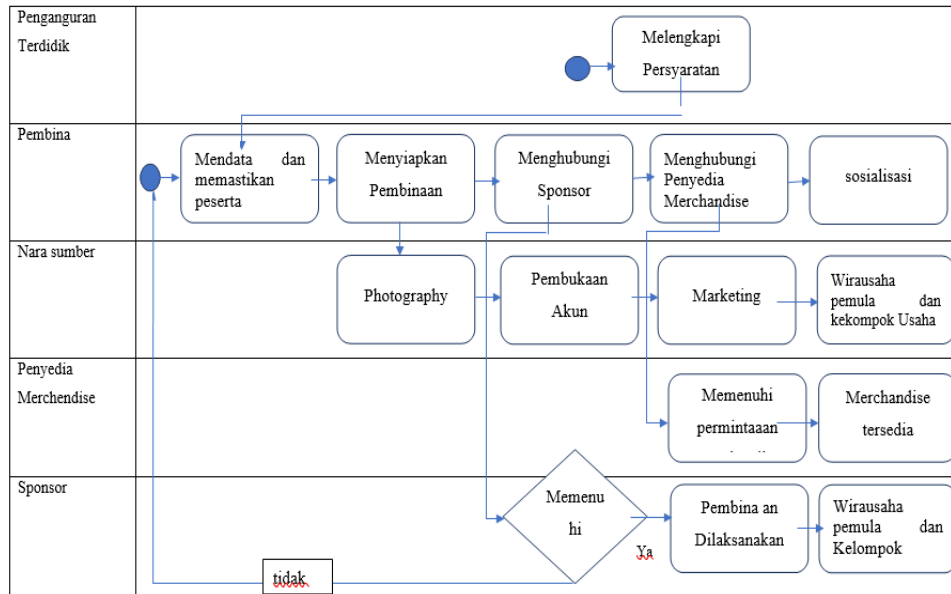 Penganguran
Terdidik
Melengkapi
Persyaratan
Pembina
Mendata dan
memastikan
peserta
Menyiapkan
Pembinaan
Menghubungi
Sponsor
Menghubungi
Penyedia
Merchandise
sosialisasi
Nara sumber
Photography
Pembukaan
Akun
Marketing
Wirausaha
pemula dan
kekompok Usaha
Penyedia
Merchendise
Memenuhi
permintaaan
Merchandise
tersedia
Sponsor
Memenu
hi
Ya
Pembina an
Dilaksanakan
Wirausaha
pemula dan
Kelompok
tidak